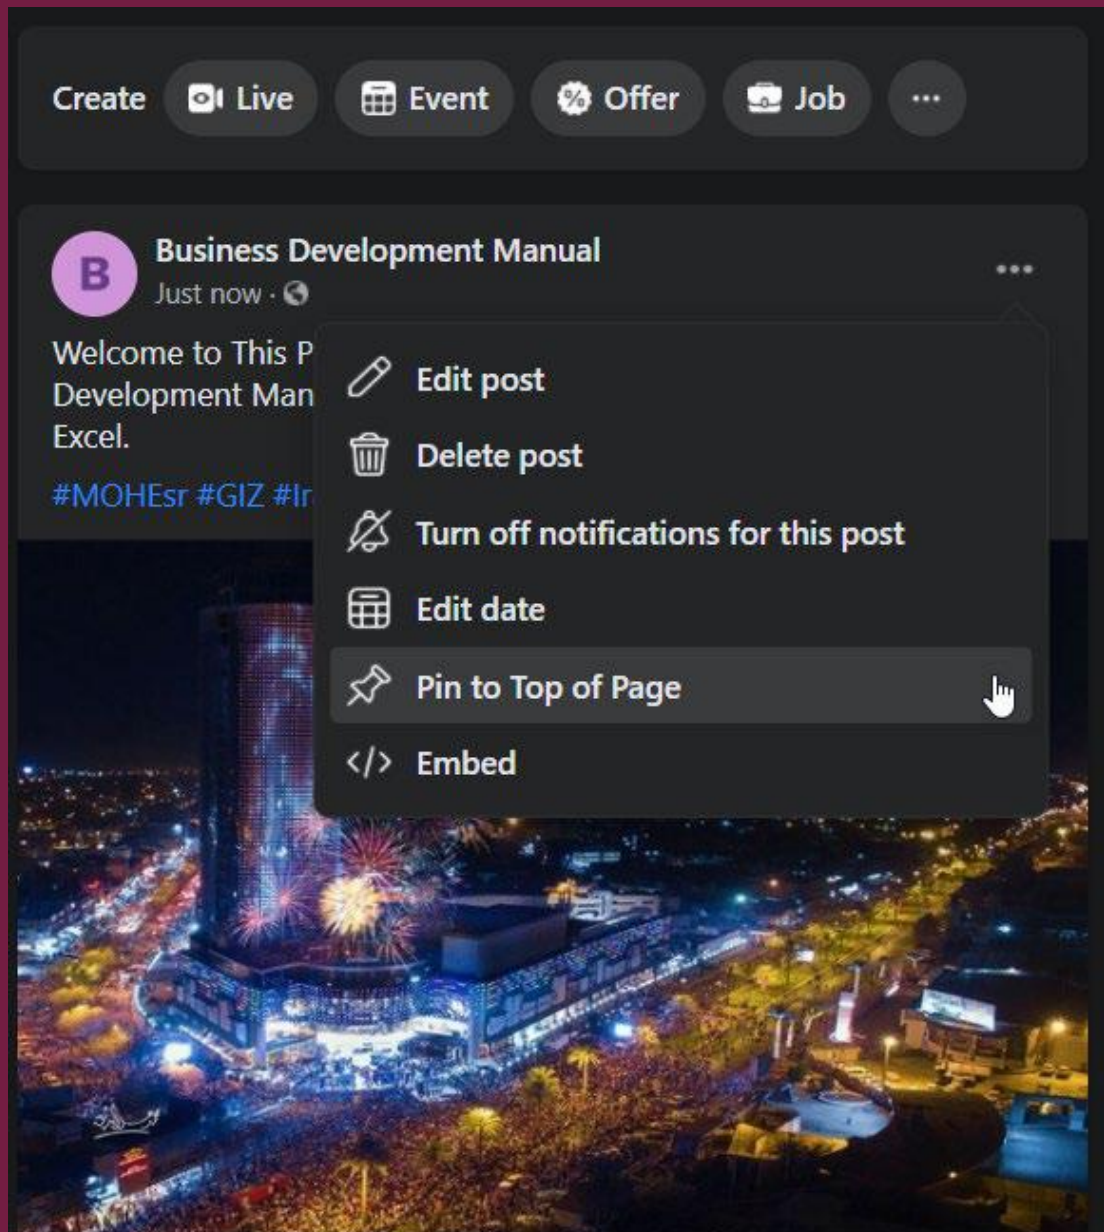 Create Live Event Offer Job ...
B
Business Development Manual
Just now ·
Welcome to This P
Development Man
Excel.
#MOHEsr #GIZ #Ir
Edit post
Delete post
Turn off notifications for this post
Edit date
Pin to Top of Page
</> Embed